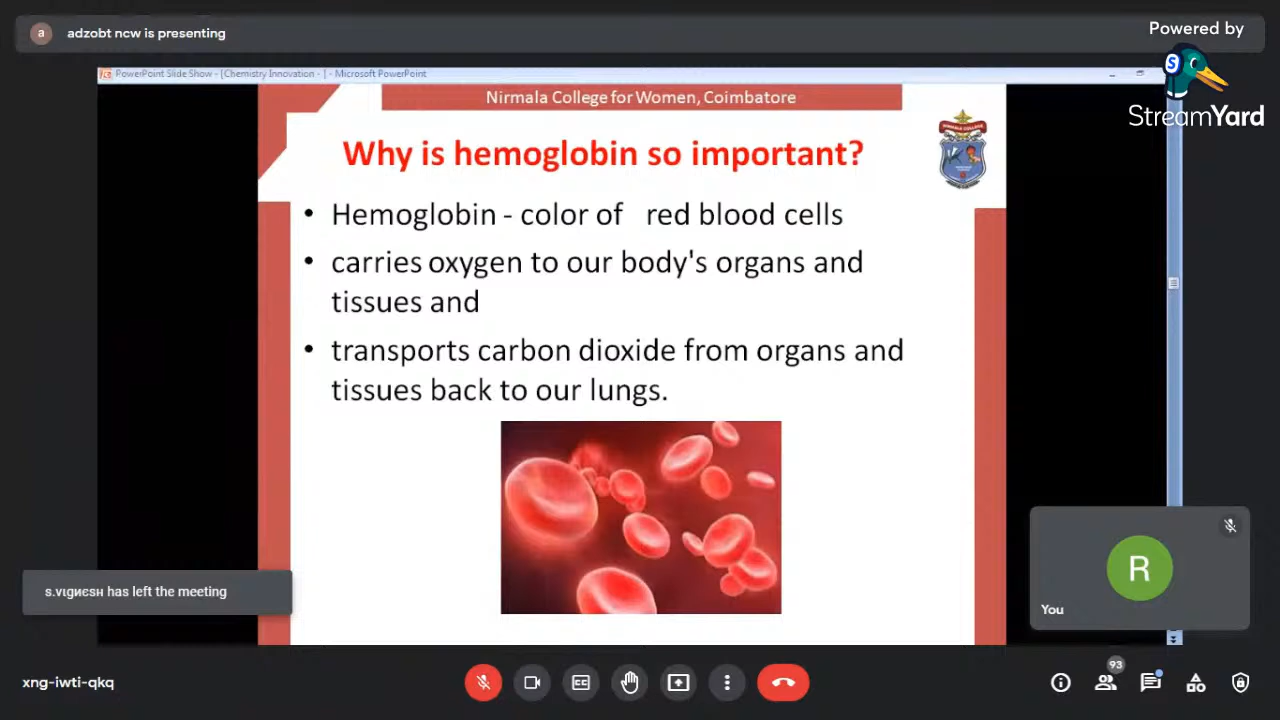 a adzobt ncw is presenting
Powered by
StreamYard
PowerPoint Slide Show - [Chemistry Innovation - ] - Microsoft PowerPoint
Nirmala College for Women, Coimbatore
Why is hemoglobin so important?
• Hemoglobin - color of red blood cells
• carries oxygen to our body's organs and
tissues and
• transports carbon dioxide from organs and
tissues back to our lungs.
s.vιgnєѕн has left the meeting
R
You
xng-iwti-qkq
CC
93